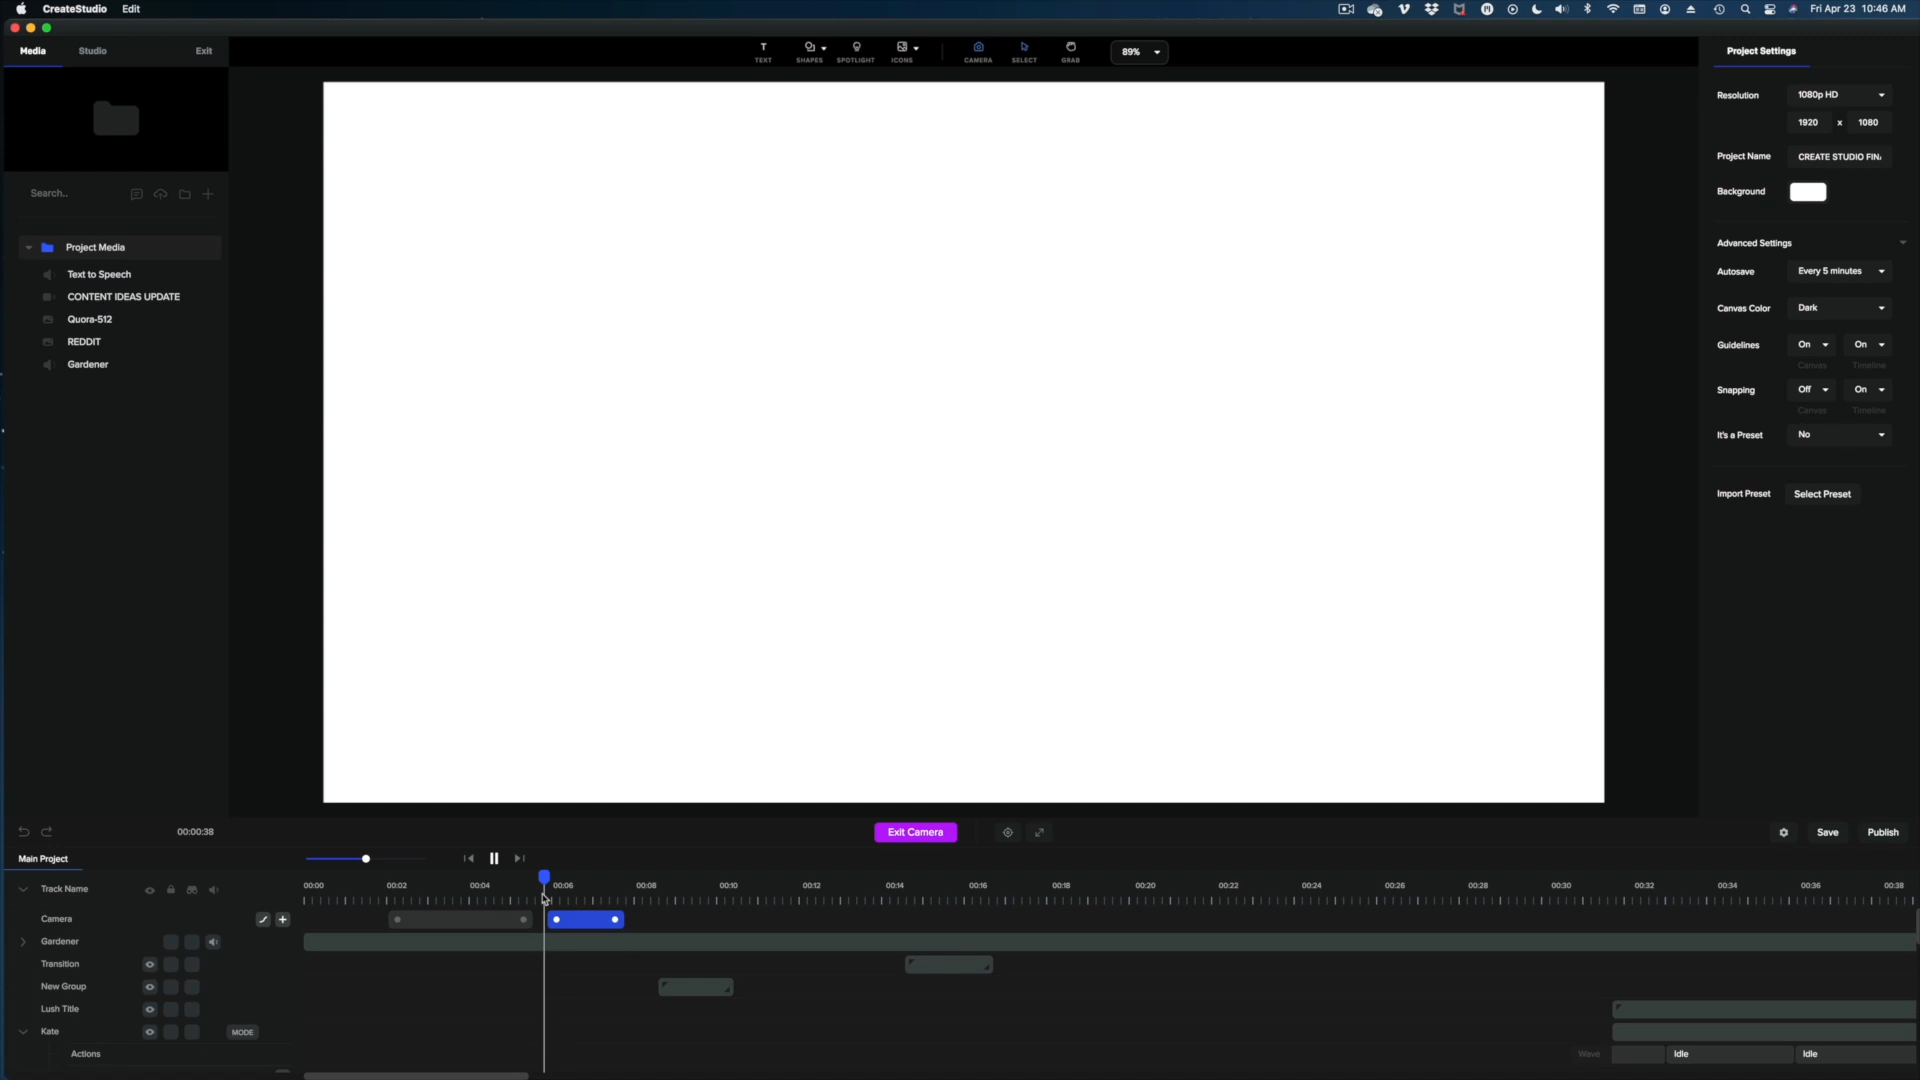 CreateStudio Edit
Fri Apr 23 10:46 AM
Media Studio Exit
TEXT SHAPES SPOTLIGHT ICONS CAMERA SELECT GRAB 89%
Project Settings
Resolution 1080p HD
1920 x 1080
Project Name CREATE STUDIO FIN
Background
Search..
Project Media
Text to Speech
CONTENT IDEAS UPDATE
Quora-512
REDDIT
Gardener
Advanced Settings
Autosave Every 5 minutes
Canvas Color Dark
Guidelines On On
Canvas Timeline
Snapping Off On
Canvas Timeline
It's a Preset No
Import Preset Select Preset
00:00:38
Exit Camera
Save Publish
Main Project
Track Name
00:00 00:02 00:04 00:06 00:08 00:10 00:12 00:14 00:16 00:18 00:20 00:22 00:24 00:26 00:28 00:30 00:32 00:34 00:36 00:38
Camera
Gardener
Transition
New Group
Lush Title
Kate MODE
Actions Wave Idle Idle